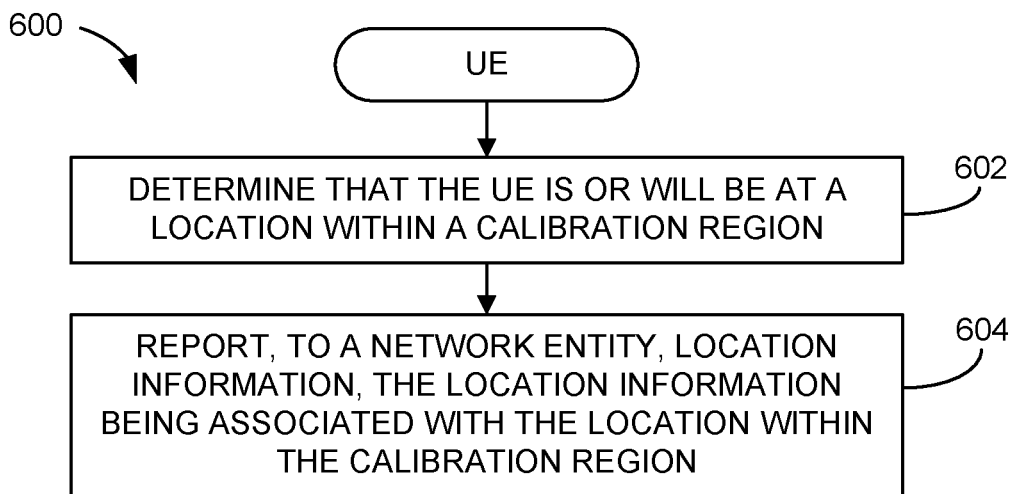 600
UE
DETERMINE THAT THE UE IS OR WILL BE AT A
LOCATION WITHIN A CALIBRATION REGION
602
REPORT, TO A NETWORK ENTITY, LOCATION
INFORMATION, THE LOCATION INFORMATION
BEING ASSOCIATED WITH THE LOCATION WITHIN
THE CALIBRATION REGION
604